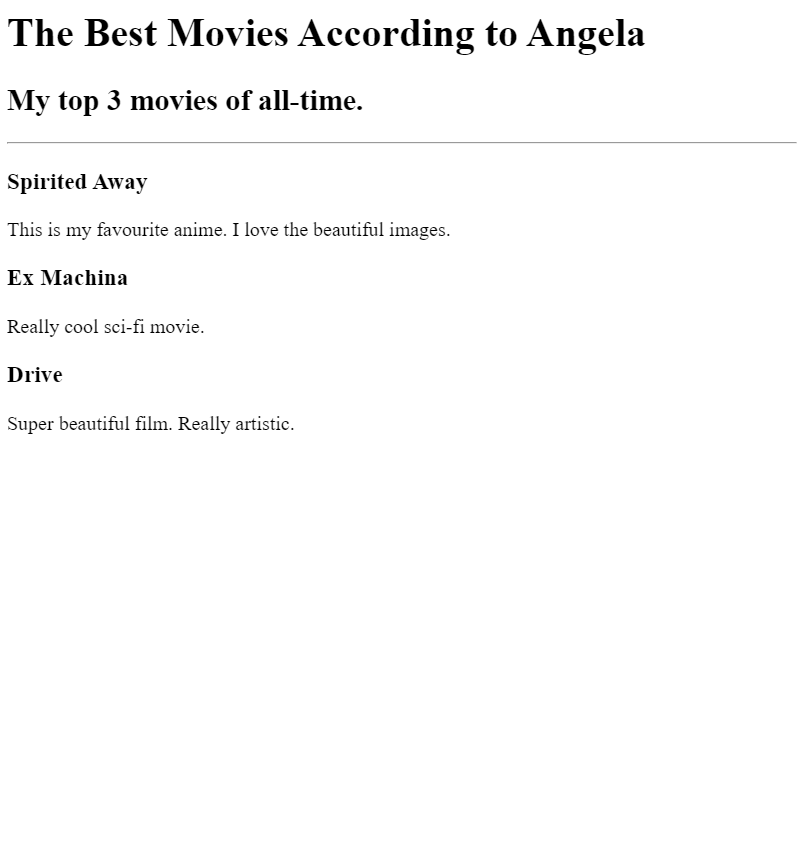 The Best Movies According to Angela
My top 3 movies of all-time.
Spirited Away
This is my favourite anime. I love the beautiful images.
Ex Machina
Really cool sci-fi movie.
Drive
Super beautiful film. Really artistic.